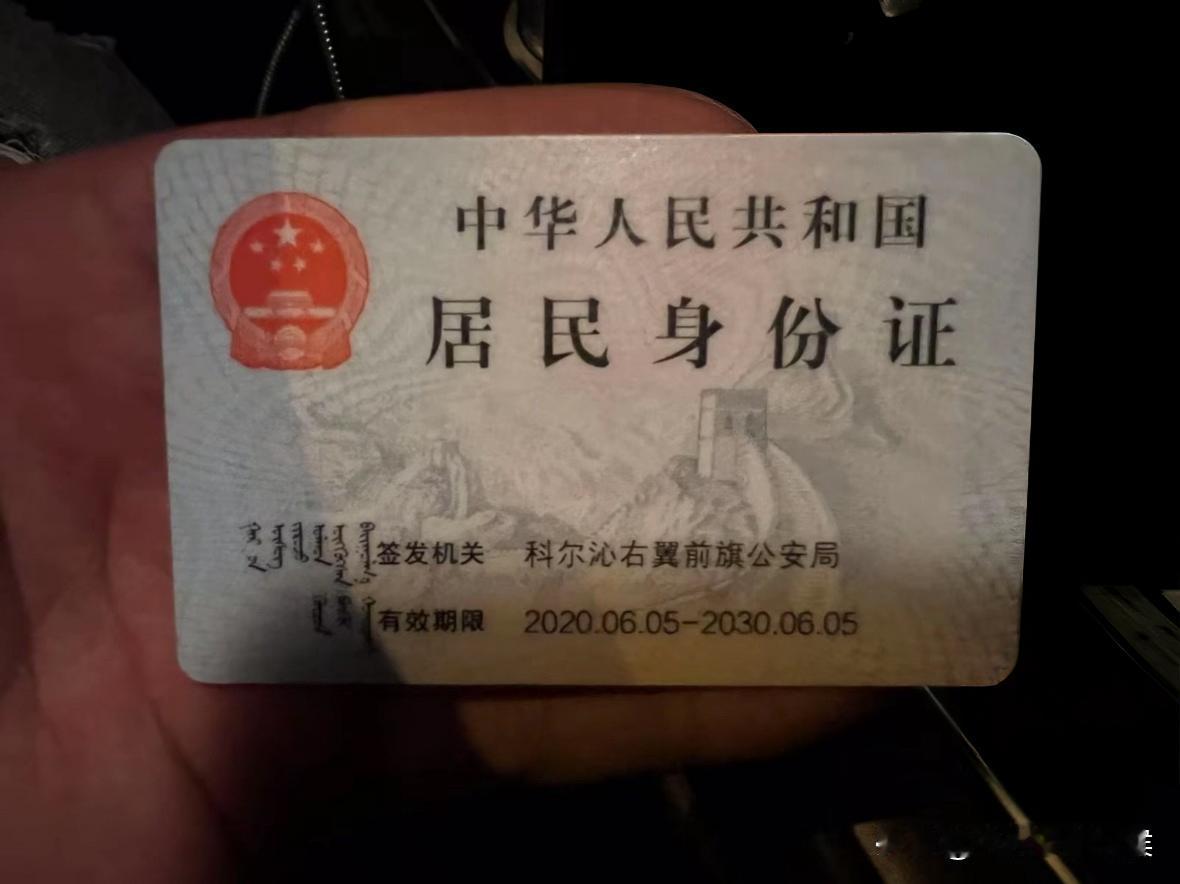 中华人民共和国
居民身份证
签发机关 科尔沁右翼前旗公安局
有效期限 2020.06.05-2030.06.05